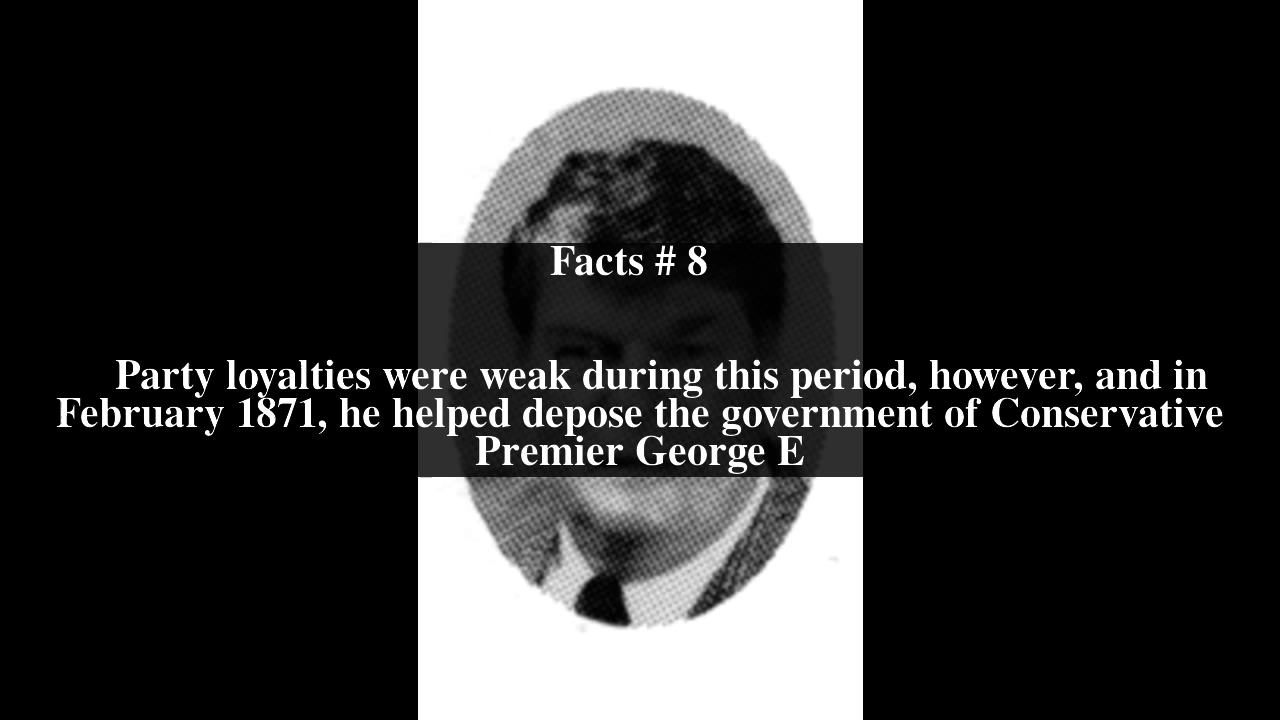 Facts # 8
Party loyalties were weak during this period, however, and in
February 1871, he helped depose the government of Conservative
Premier George E